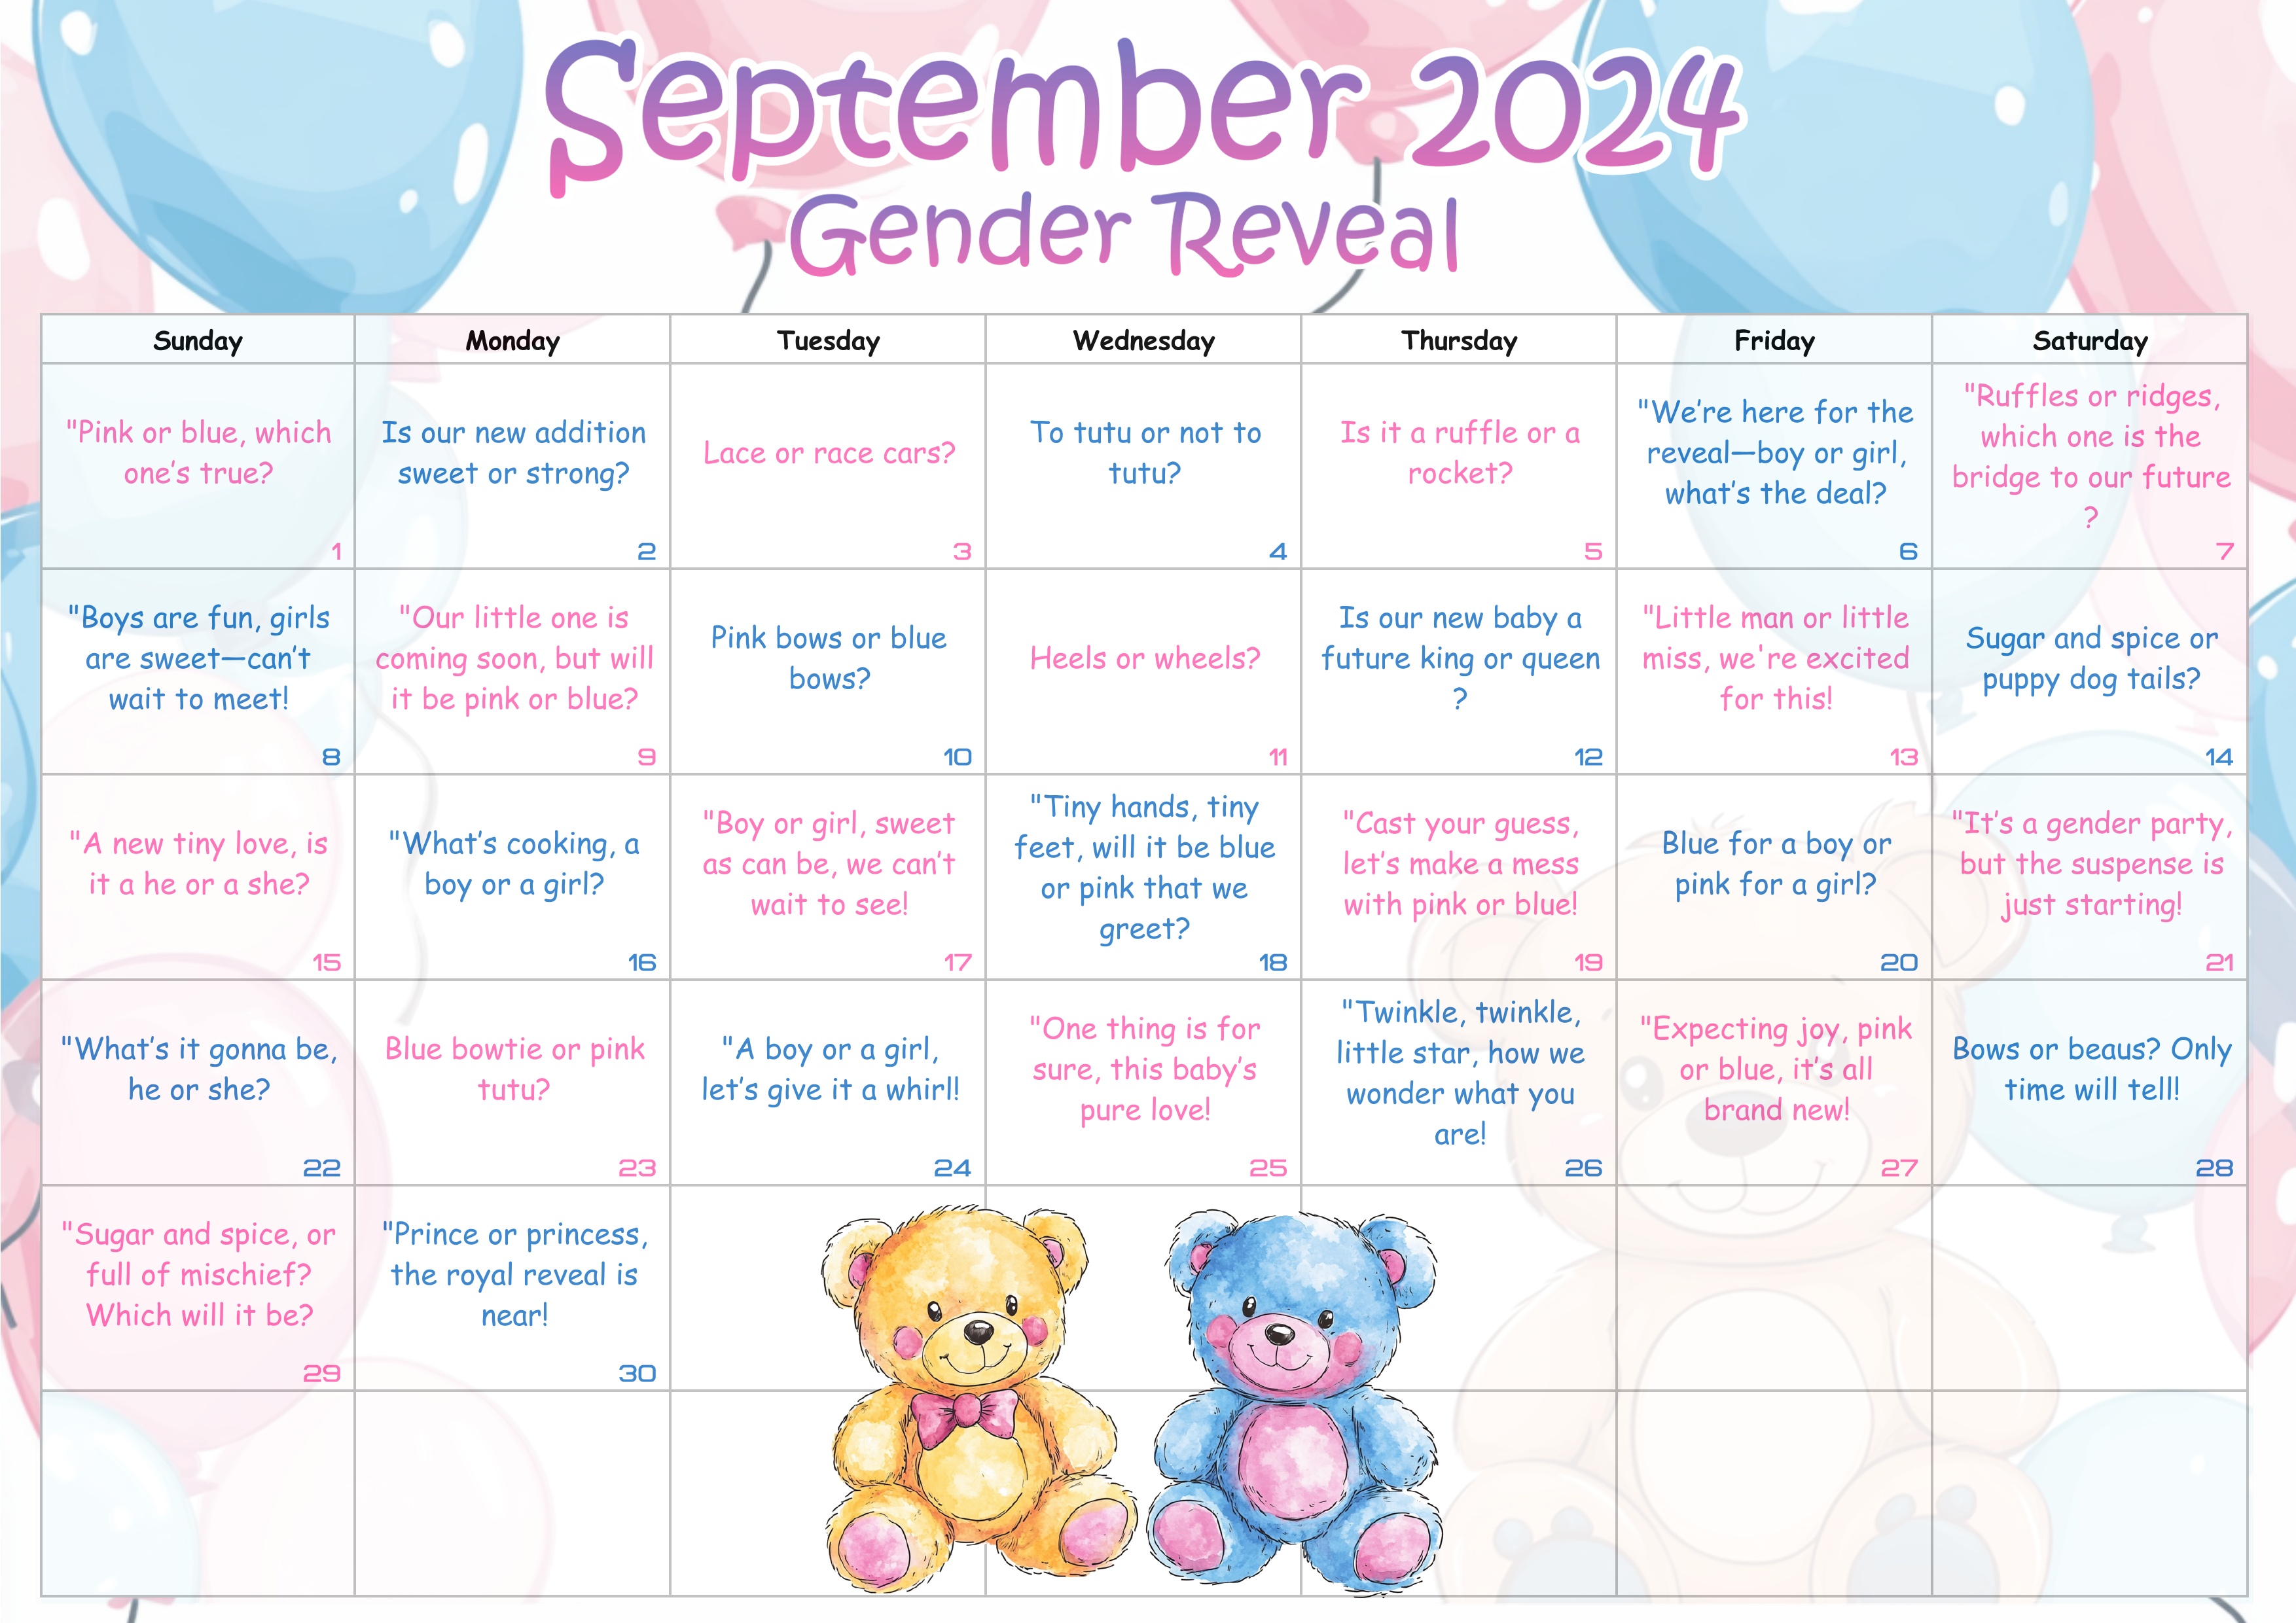 September 2024
Gender Reveal
Sunday
Monday
Tuesday
Wednesday
Thursday
Friday
Saturday
"Pink or blue, which
one's true?
1
Is our new addition
sweet or strong?
2
Lace or race cars?
3
To tutu or not to
tutu?
4
Is it a ruffle or a
rocket?
5
"We're here for the
reveal—boy or girl,
what's the deal?
6
"Ruffles or ridges,
which one is the
bridge to our future
?
7
"Boys are fun, girls
are sweet—can't
wait to meet!
8
"Our little one is
coming soon, but will
it be pink or blue?
9
Pink bows or blue
bows?
10
Heels or wheels?
11
Is our new baby a
future king or queen
?
12
"Little man or little
miss, we're excited
for this!
13
Sugar and spice or
puppy dog tails?
14
"A new tiny love, is
it a he or a she?
15
"What's cooking, a
boy or a girl?
16
"Boy or girl, sweet
as can be, we can't
wait to see!
17
"Tiny hands, tiny
feet, will it be blue
or pink that we
greet?
18
"Cast your guess,
let's make a mess
with pink or blue!
19
Blue for a boy or
pink for a girl?
20
"It's a gender party,
but the suspense is
just starting!
21
"What's it gonna be,
he or she?
22
Blue bowtie or pink
tutu?
23
"A boy or a girl,
let's give it a whirl!
24
"One thing is for
sure, this baby's
pure love!
25
"Twinkle, twinkle,
little star, how we
wonder what you
are!
26
"Expecting joy, pink
or blue, it's all
brand new!
27
Bows or beaus? Only
time will tell!
28
"Sugar and spice, or
full of mischief?
Which will it be?
29
"Prince or princess,
the royal reveal is
near!
30